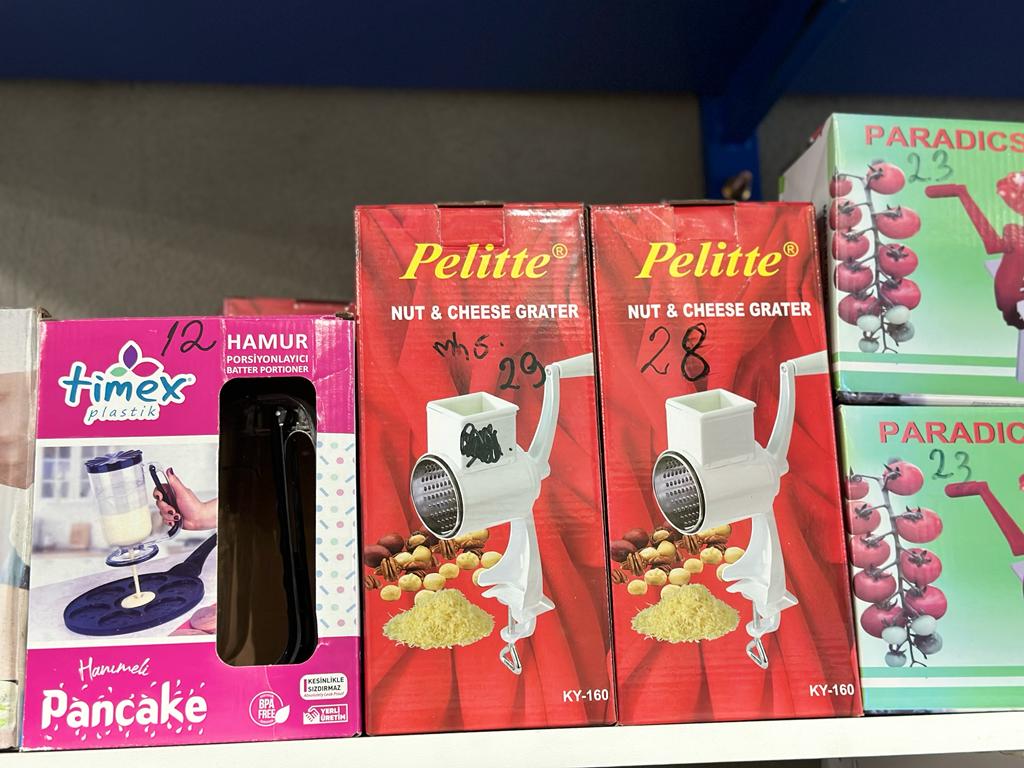 12
HAMUR
PORSİYONLAYICI
BATTER PORTIONER
timex
plastik
Hanımeli
Pancake
BPA
FREE
KESİNLİKLE
SIZDIRMAZ
YERLİ
ÜRETİM
Pelitte®
NUT & CHEESE GRATER
29
KY-160
Pelitte®
NUT & CHEESE GRATER
28
KY-160
PARADICS
23
PARADIC
23